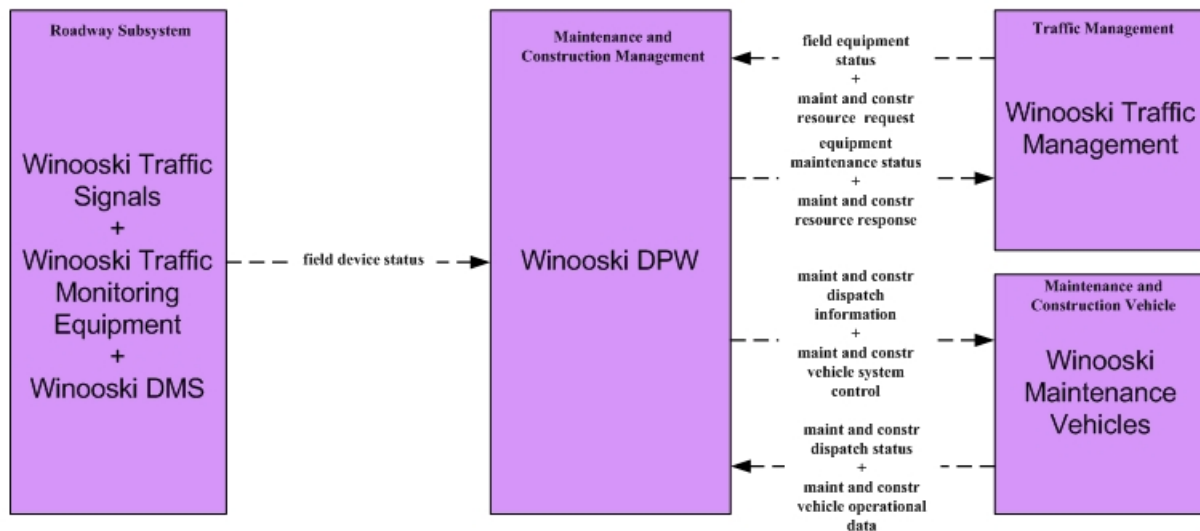 Roadway Subsystem
Winooski Traffic
Signals
+
Winooski Traffic
Monitoring
Equipment
+
Winooski DMS
field device status
Maintenance and
Construction Management
Winooski DPW
field equipment
status
+
maint and constr
resource request
equipment
maintenance status
+
maint and constr
resource response
maint and constr
dispatch
information
+
maint and constr
vehicle system
control
maint and constr
dispatch status
+
maint and constr
vehicle operational
data
Traffic Management
Winooski Traffic
Management
Maintenance and
Construction Vehicle
Winooski
Maintenance
Vehicles